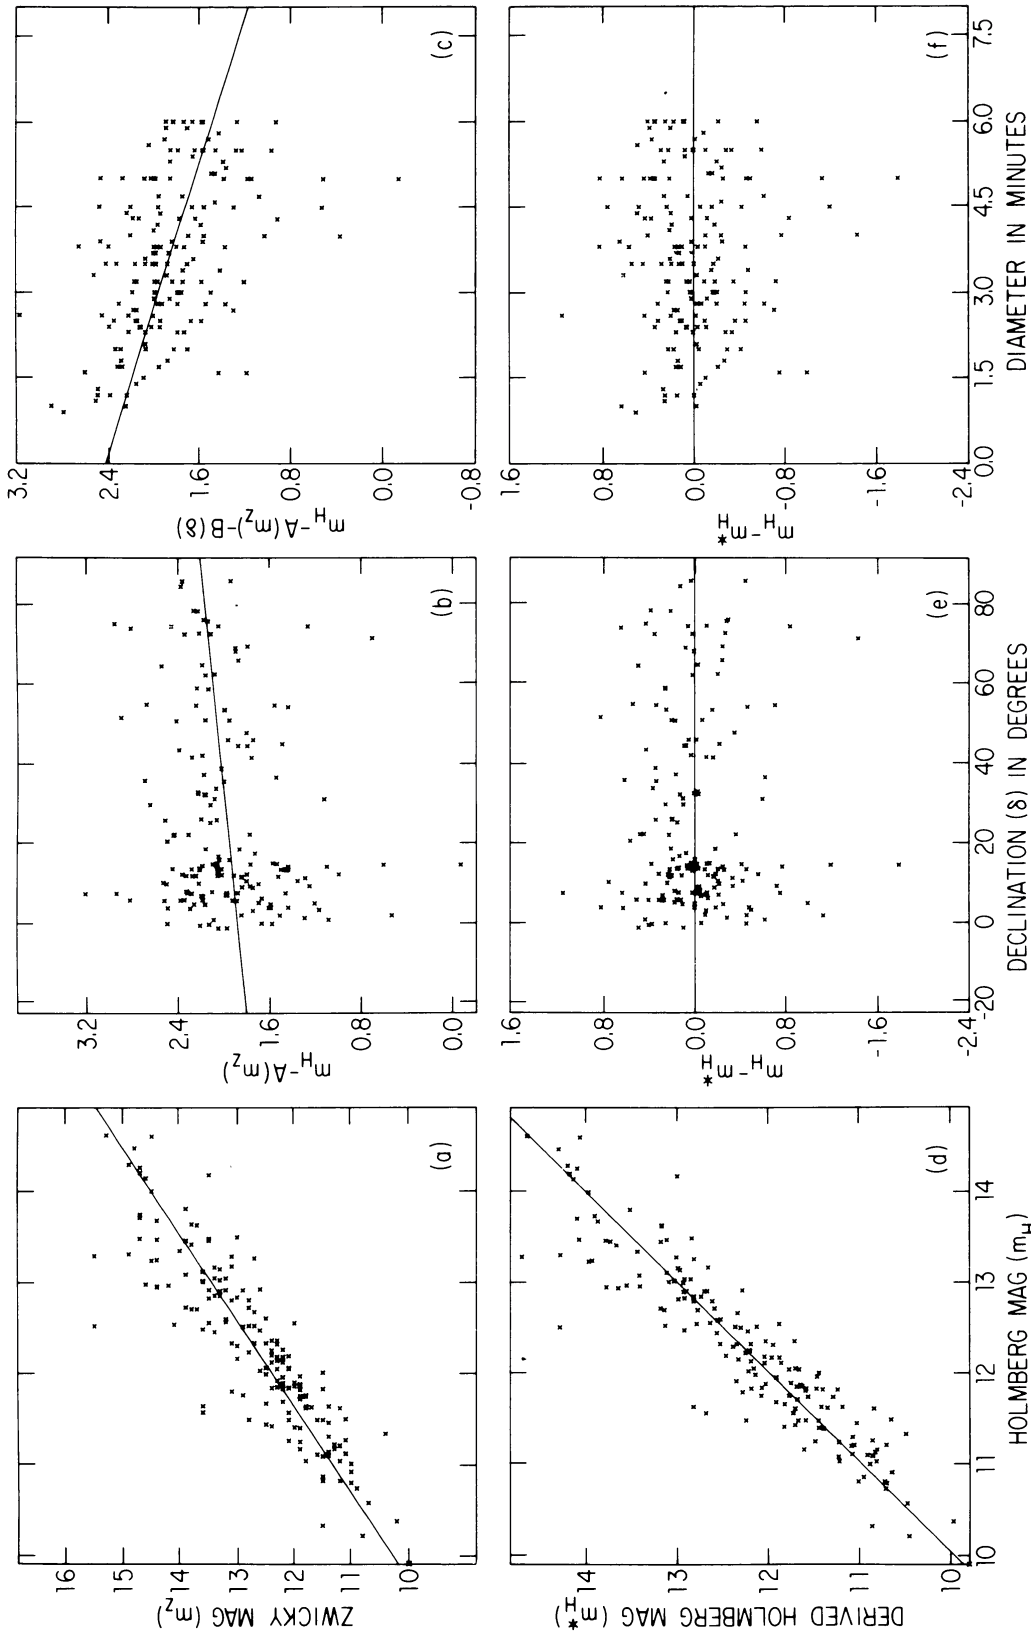 ZWICKY MAG (m_Z)
16
15
14
13
12
11
10
(a)
m_H-A(m_Z)
3.2
2.4
1.6
0.8
0.0
(b)
m_H-A(m_Z)-B(δ)
3.2
2.4
1.6
0.8
0.0
-0.8
(c)
DERIVED HOLMBERG MAG (m*_H)
14
13
12
11
10
(d)
10 11 12 13 14
HOLMBERG MAG (m_H)
m_H-m*_H
1.6
0.8
0.0
-0.8
-1.6
-2.4
(e)
-20 0 20 40 60 80
DECLINATION (δ) IN DEGREES
m_H-m*_H
1.6
0.8
0.0
-0.8
-1.6
-2.4
(f)
0.0 1.5 3.0 4.5 6.0 7.5
DIAMETER IN MINUTES